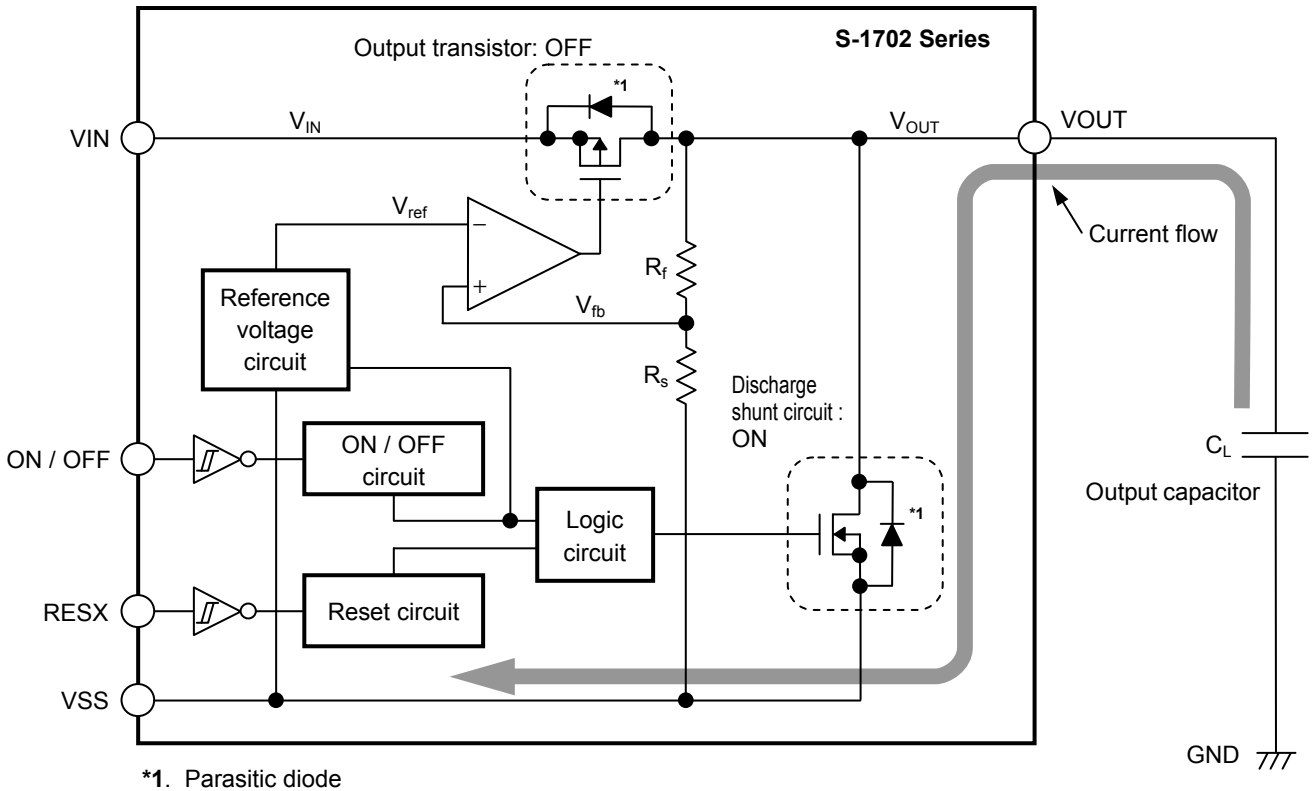 S-1702 Series
Output transistor: OFF
*1
VIN
V_IN
V_OUT
VOUT
V_ref
−
+
Current flow
R_f
Reference
voltage
circuit
V_fb
R_s
Discharge
shunt circuit :
ON
ON / OFF
ON / OFF
circuit
C_L
Output capacitor
Logic
circuit
*1
RESX
Reset circuit
VSS
GND
*1. Parasitic diode